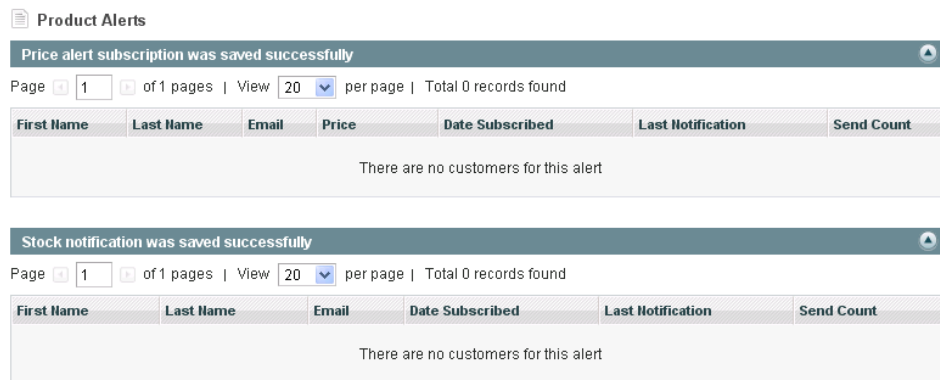 Product Alerts
Price alert subscription was saved successfully
Page 1 of 1 pages | View 20 per page | Total 0 records found
First Name Last Name Email Price Date Subscribed Last Notification Send Count
There are no customers for this alert
Stock notification was saved successfully
Page 1 of 1 pages | View 20 per page | Total 0 records found
First Name Last Name Email Date Subscribed Last Notification Send Count
There are no customers for this alert